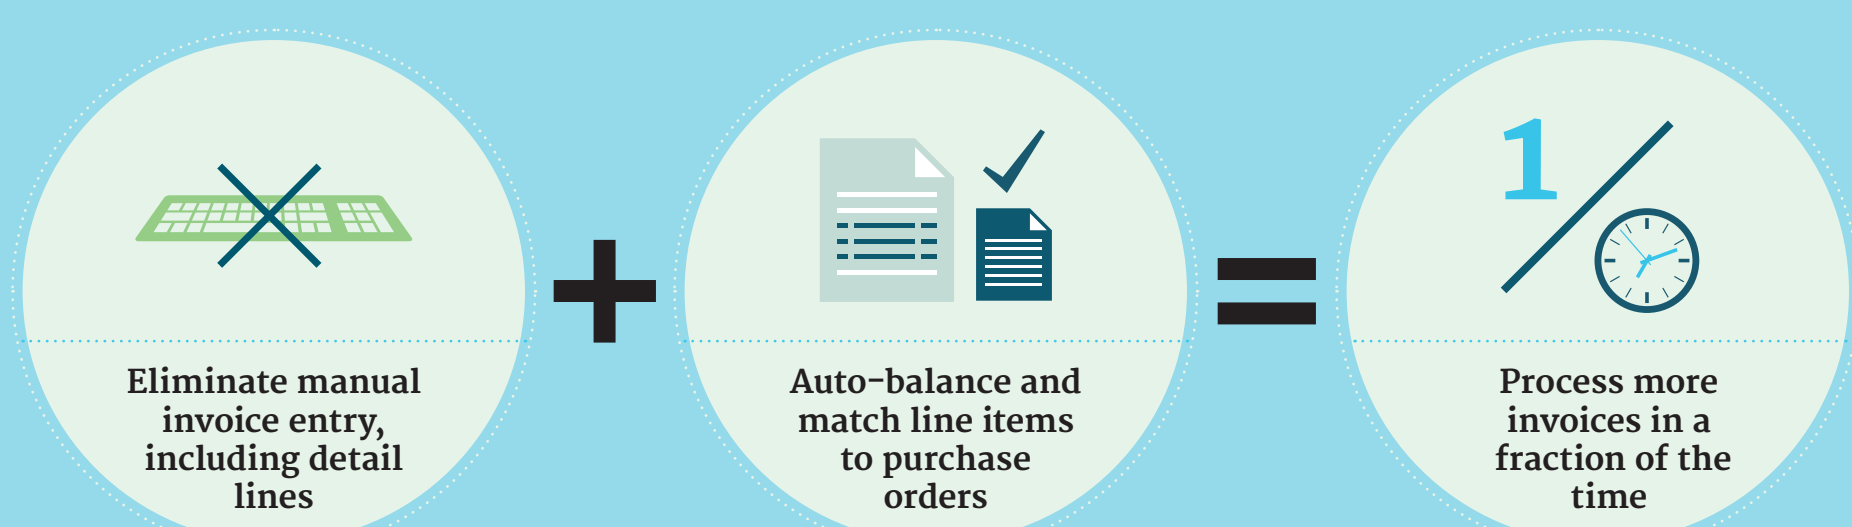 Eliminate manual
invoice entry,
including detail
lines
+
Auto-balance and
match line items
to purchase
orders
=
1
Process more
invoices in a
fraction of the
time